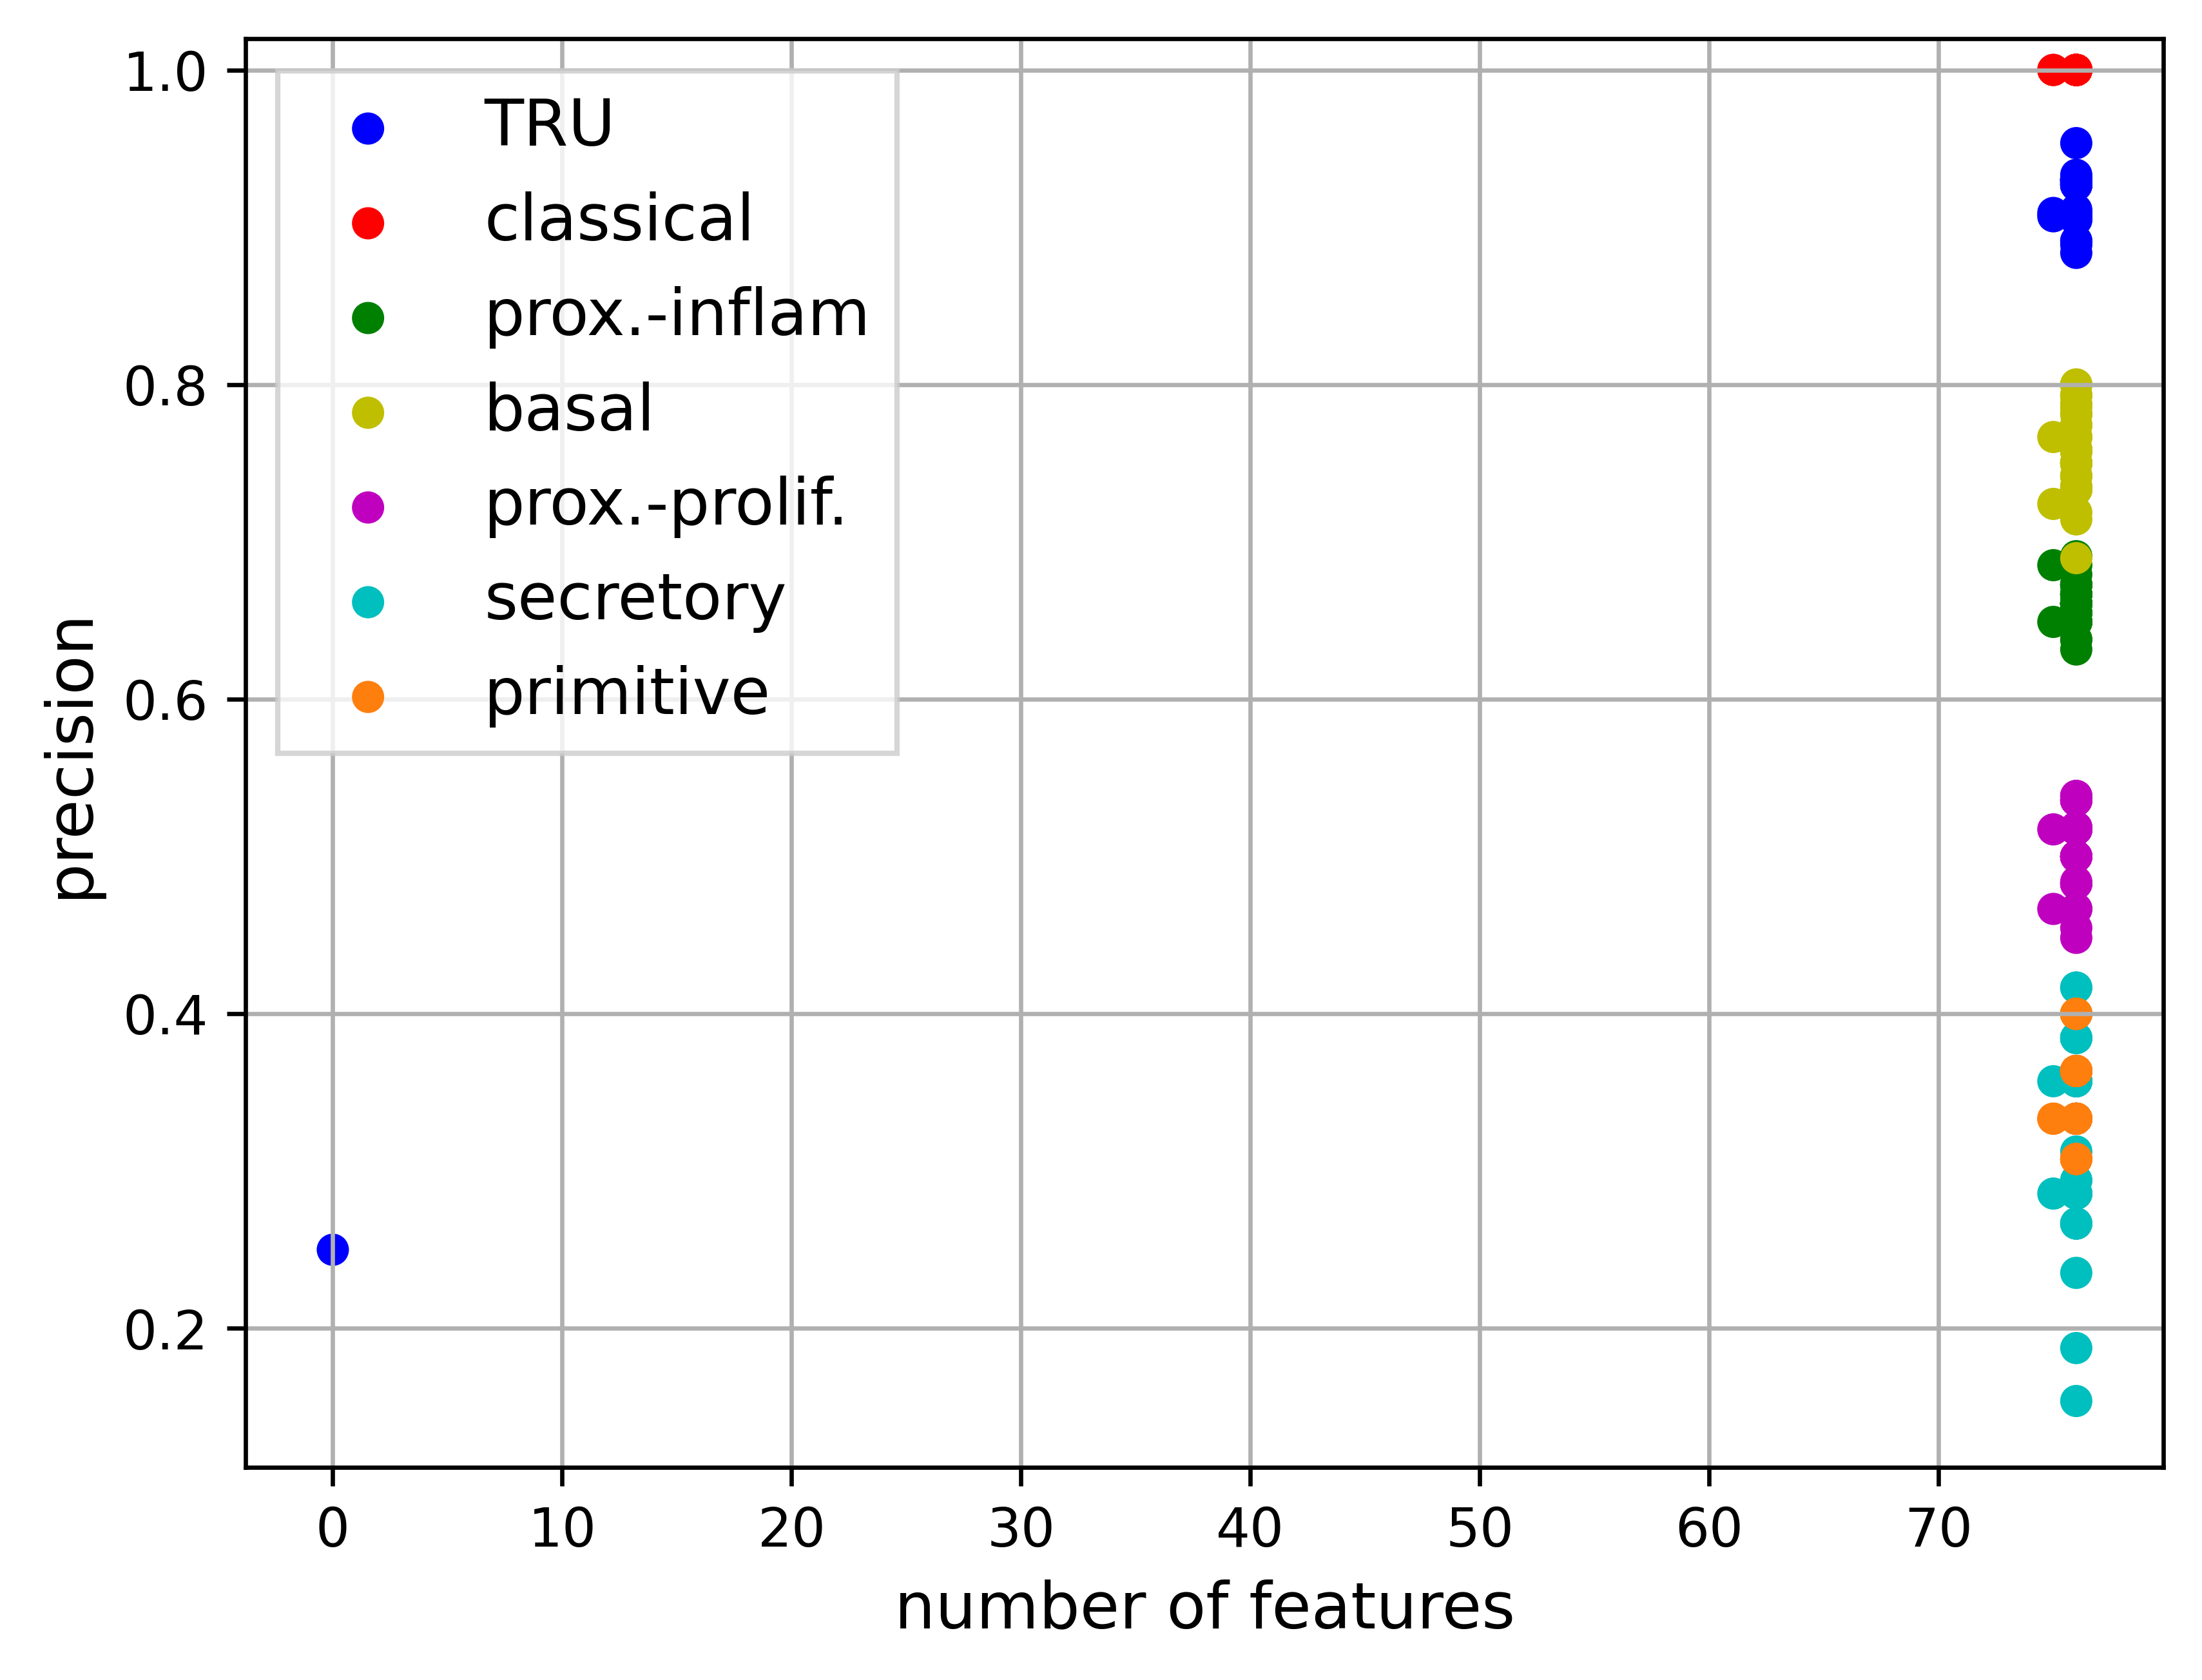 1.0
0.8
0.6
0.4
0.2
precision
TRU
classical
prox.-inflam
basal
prox.-prolif.
secretory
primitive
0 10 20 30 40 50 60 70
number of features